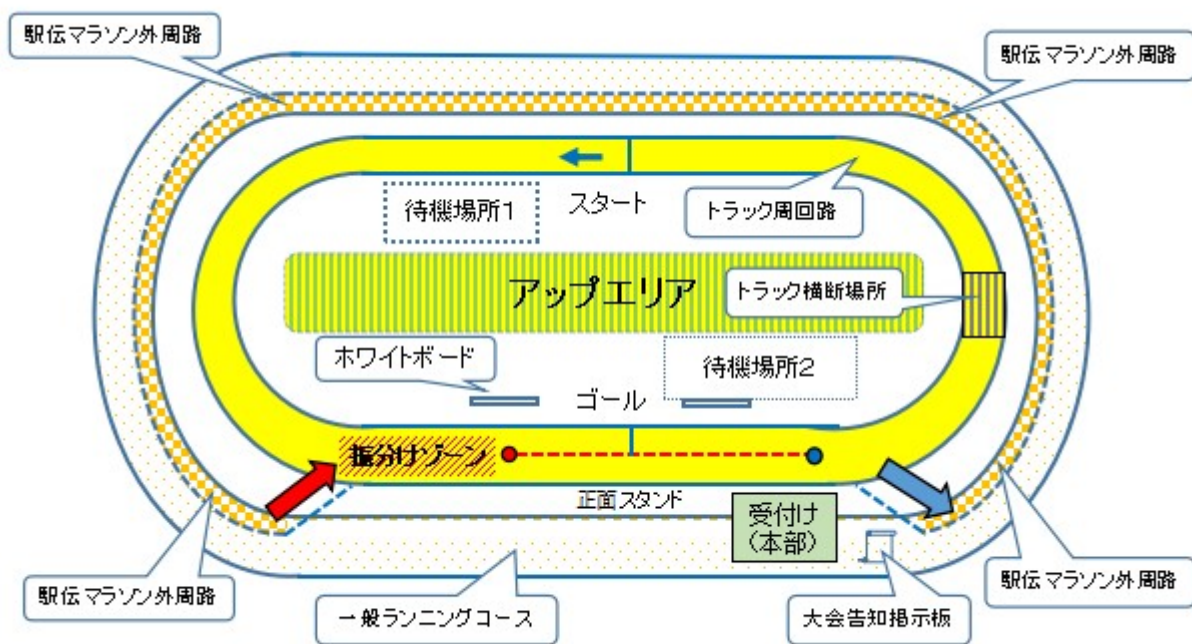 駅伝マラソン外周路
駅伝マラソン外周路
待機場所1
スタート
トラック周回路
アップエリア
トラック横断場所
ホワイトボード
待機場所2
ゴール
振分けゾーン
正面スタンド
受付け
（本部）
駅伝マラソン外周路
一般ランニングコース
大会告知掲示板
駅伝マラソン外周路